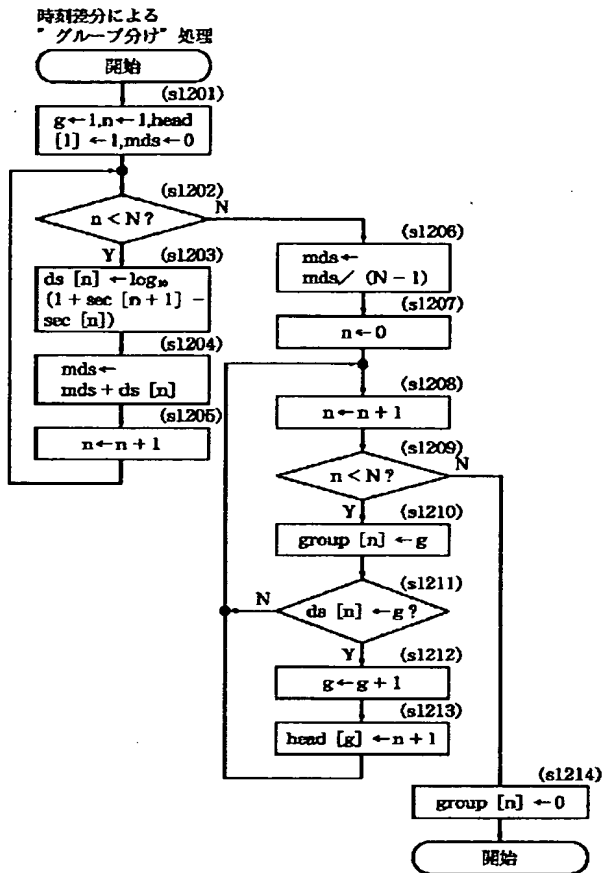 時刻差分による
"グループ分け"処理
開始
(s1201)
g←1,n←1,head
[1]←1,mds←0
(s1202)
n<N?
N
Y
(s1203)
ds [n]←log₁₀
(1+sec [n+1]−
sec [n])
(s1204)
mds←
mds+ds [n]
(s1205)
n←n+1
(s1206)
mds←
mds/ (N−1)
(s1207)
n←0
(s1208)
n←n+1
(s1209)
n<N?
N
Y
(s1210)
group [n]←g
(s1211)
N
ds [n]←g?
Y
(s1212)
g←g+1
(s1213)
head [g]←n+1
(s1214)
group [n]←0
開始